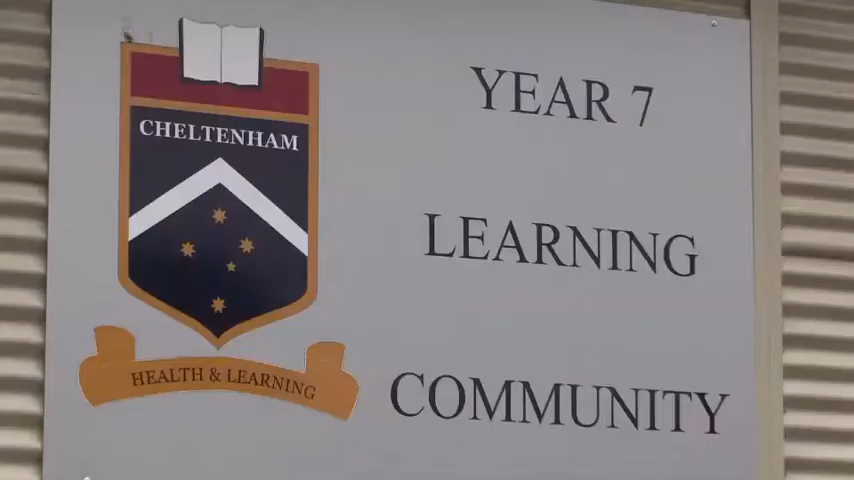 CHELTENHAM
HEALTH & LEARNING
YEAR 7
LEARNING
COMMUNITY